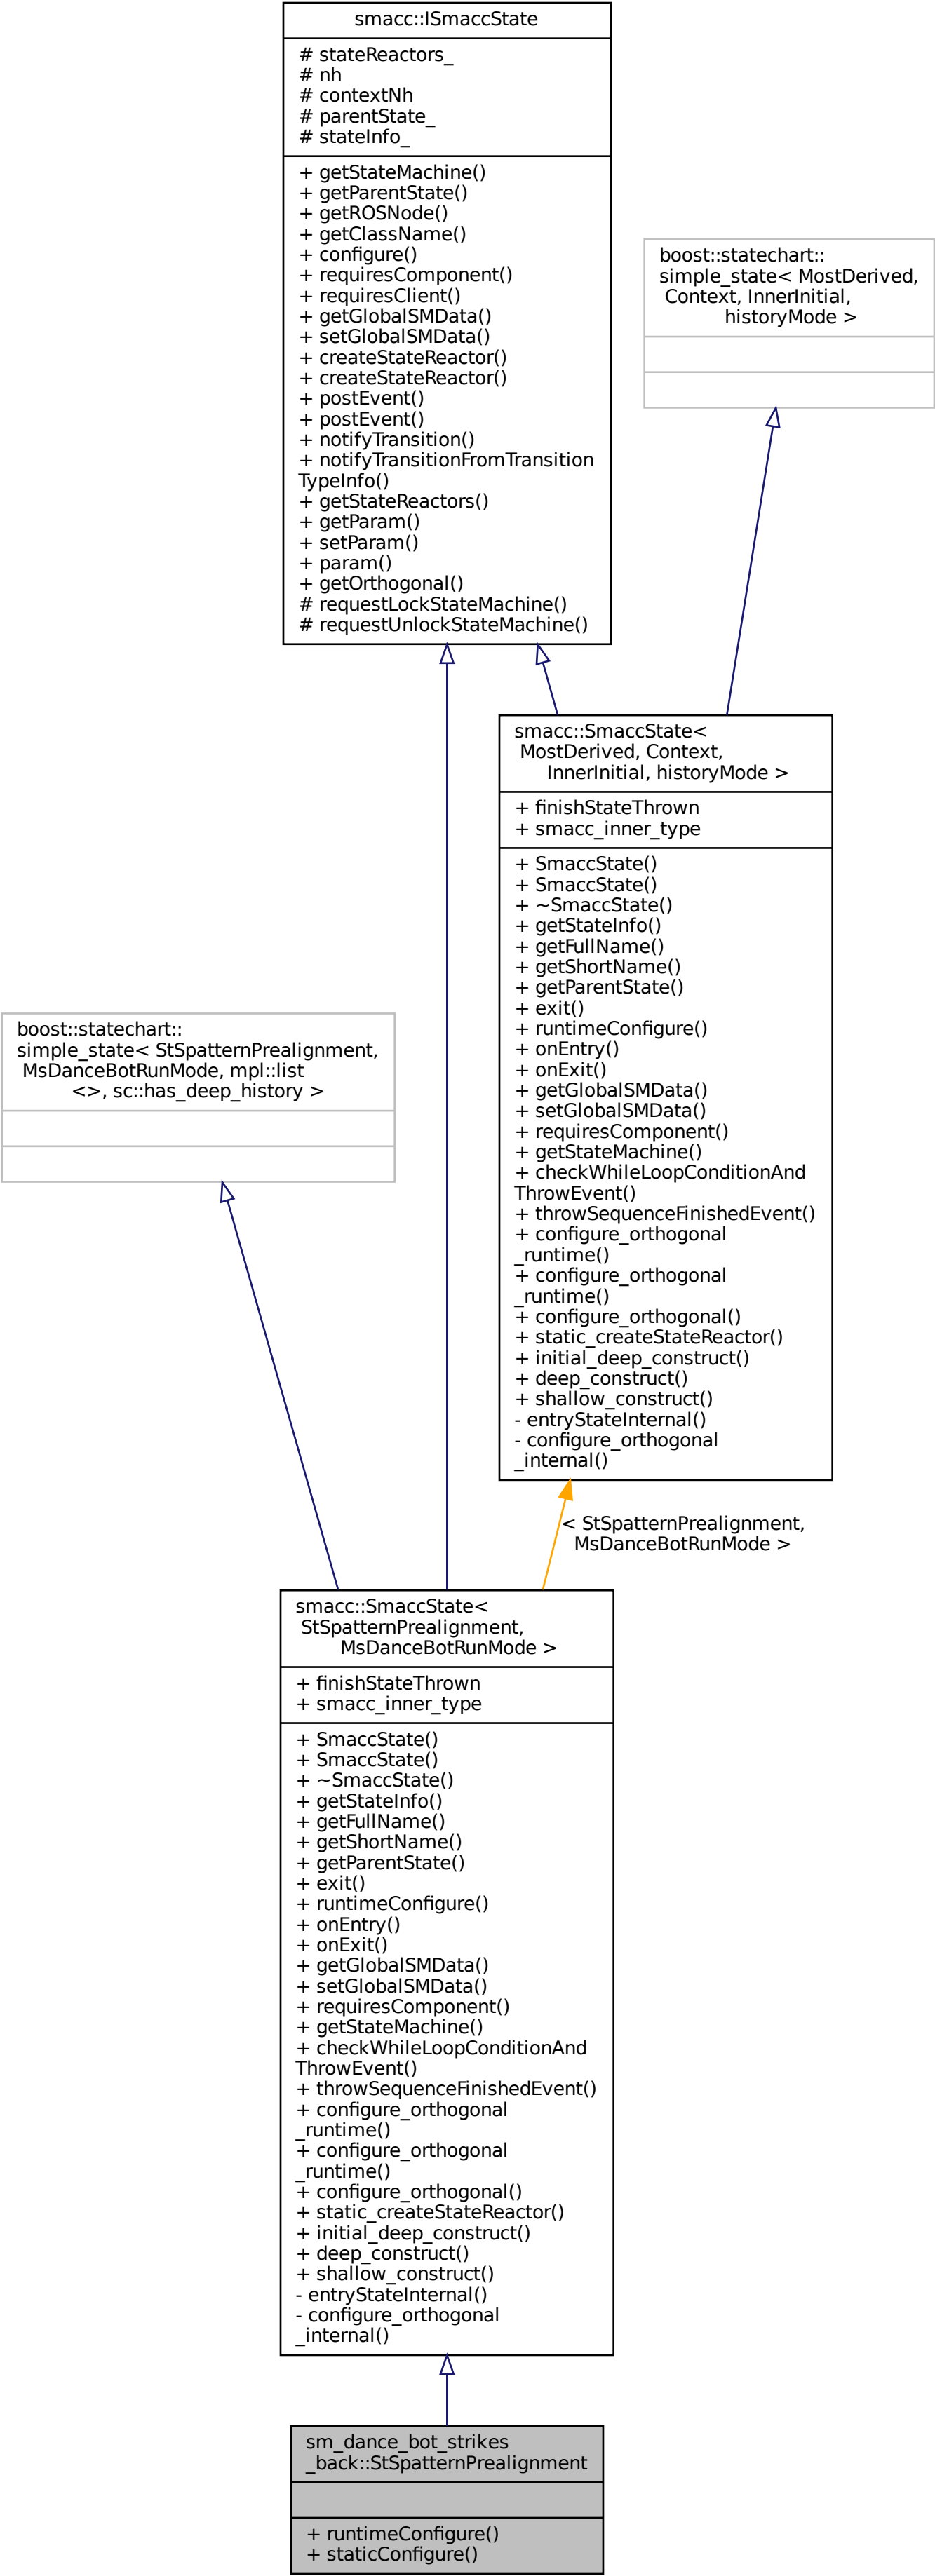 smacc::ISmaccState
# stateReactors_
# nh
# contextNh
# parentState_
# stateInfo_
+ getStateMachine()
+ getParentState()
+ getROSNode()
+ getClassName()
+ configure()
+ requiresComponent()
+ requiresClient()
+ getGlobalSMData()
+ setGlobalSMData()
+ createStateReactor()
+ createStateReactor()
+ postEvent()
+ postEvent()
+ notifyTransition()
+ notifyTransitionFromTransition
TypeInfo()
+ getStateReactors()
+ getParam()
+ setParam()
+ param()
+ getOrthogonal()
# requestLockStateMachine()
# requestUnlockStateMachine()
boost::statechart::
simple_state< MostDerived,
Context, InnerInitial,
historyMode >
smacc::SmaccState<
MostDerived, Context,
InnerInitial, historyMode >
+ finishStateThrown
+ smacc_inner_type
+ SmaccState()
+ SmaccState()
+ ~SmaccState()
+ getStateInfo()
+ getFullName()
+ getShortName()
+ getParentState()
+ exit()
+ runtimeConfigure()
+ onEntry()
+ onExit()
+ getGlobalSMData()
+ setGlobalSMData()
+ requiresComponent()
+ getStateMachine()
+ checkWhileLoopConditionAnd
ThrowEvent()
+ throwSequenceFinishedEvent()
+ configure_orthogonal
_runtime()
+ configure_orthogonal
_runtime()
+ configure_orthogonal()
+ static_createStateReactor()
+ initial_deep_construct()
+ deep_construct()
+ shallow_construct()
- entryStateInternal()
- configure_orthogonal
_internal()
boost::statechart::
simple_state< StSpatternPrealignment,
MsDanceBotRunMode, mpl::list
<>, sc::has_deep_history >
< StSpatternPrealignment,
MsDanceBotRunMode >
smacc::SmaccState<
StSpatternPrealignment,
MsDanceBotRunMode >
+ finishStateThrown
+ smacc_inner_type
+ SmaccState()
+ SmaccState()
+ ~SmaccState()
+ getStateInfo()
+ getFullName()
+ getShortName()
+ getParentState()
+ exit()
+ runtimeConfigure()
+ onEntry()
+ onExit()
+ getGlobalSMData()
+ setGlobalSMData()
+ requiresComponent()
+ getStateMachine()
+ checkWhileLoopConditionAnd
ThrowEvent()
+ throwSequenceFinishedEvent()
+ configure_orthogonal
_runtime()
+ configure_orthogonal
_runtime()
+ configure_orthogonal()
+ static_createStateReactor()
+ initial_deep_construct()
+ deep_construct()
+ shallow_construct()
- entryStateInternal()
- configure_orthogonal
_internal()
sm_dance_bot_strikes
_back::StSpatternPrealignment
+ runtimeConfigure()
+ staticConfigure()